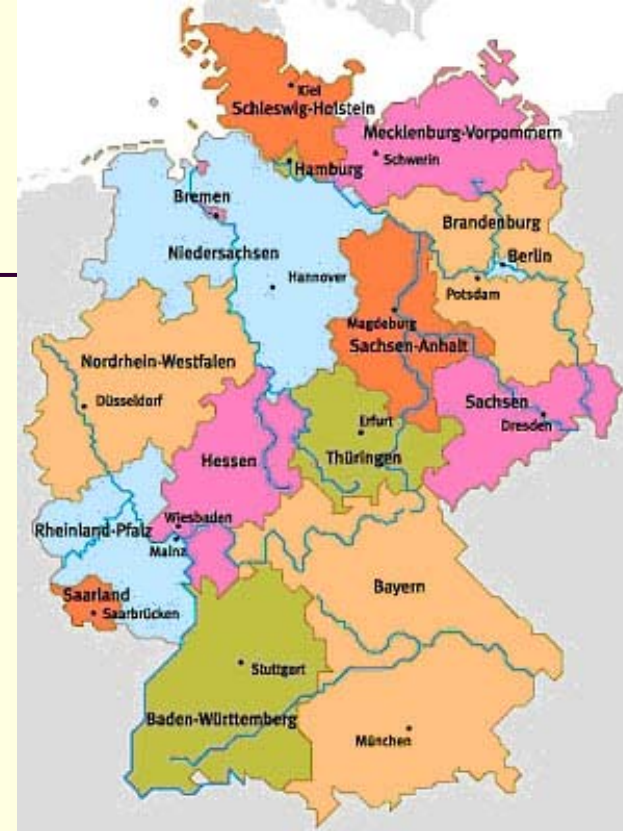 Kiel
Schleswig-Holstein
Mecklenburg-Vorpommern
Schwerin
Hamburg
Bremen
Brandenburg
Niedersachsen
Berlin
Hannover
Potsdam
Magdeburg
Sachsen-Anhalt
Nordrhein-Westfalen
Düsseldorf
Sachsen
Erfurt
Dresden
Hessen
Thüringen
Wiesbaden
Rheinland-Pfalz
Mainz
Bayern
Saarland
Saarbrücken
Stuttgart
Baden-Württemberg
München